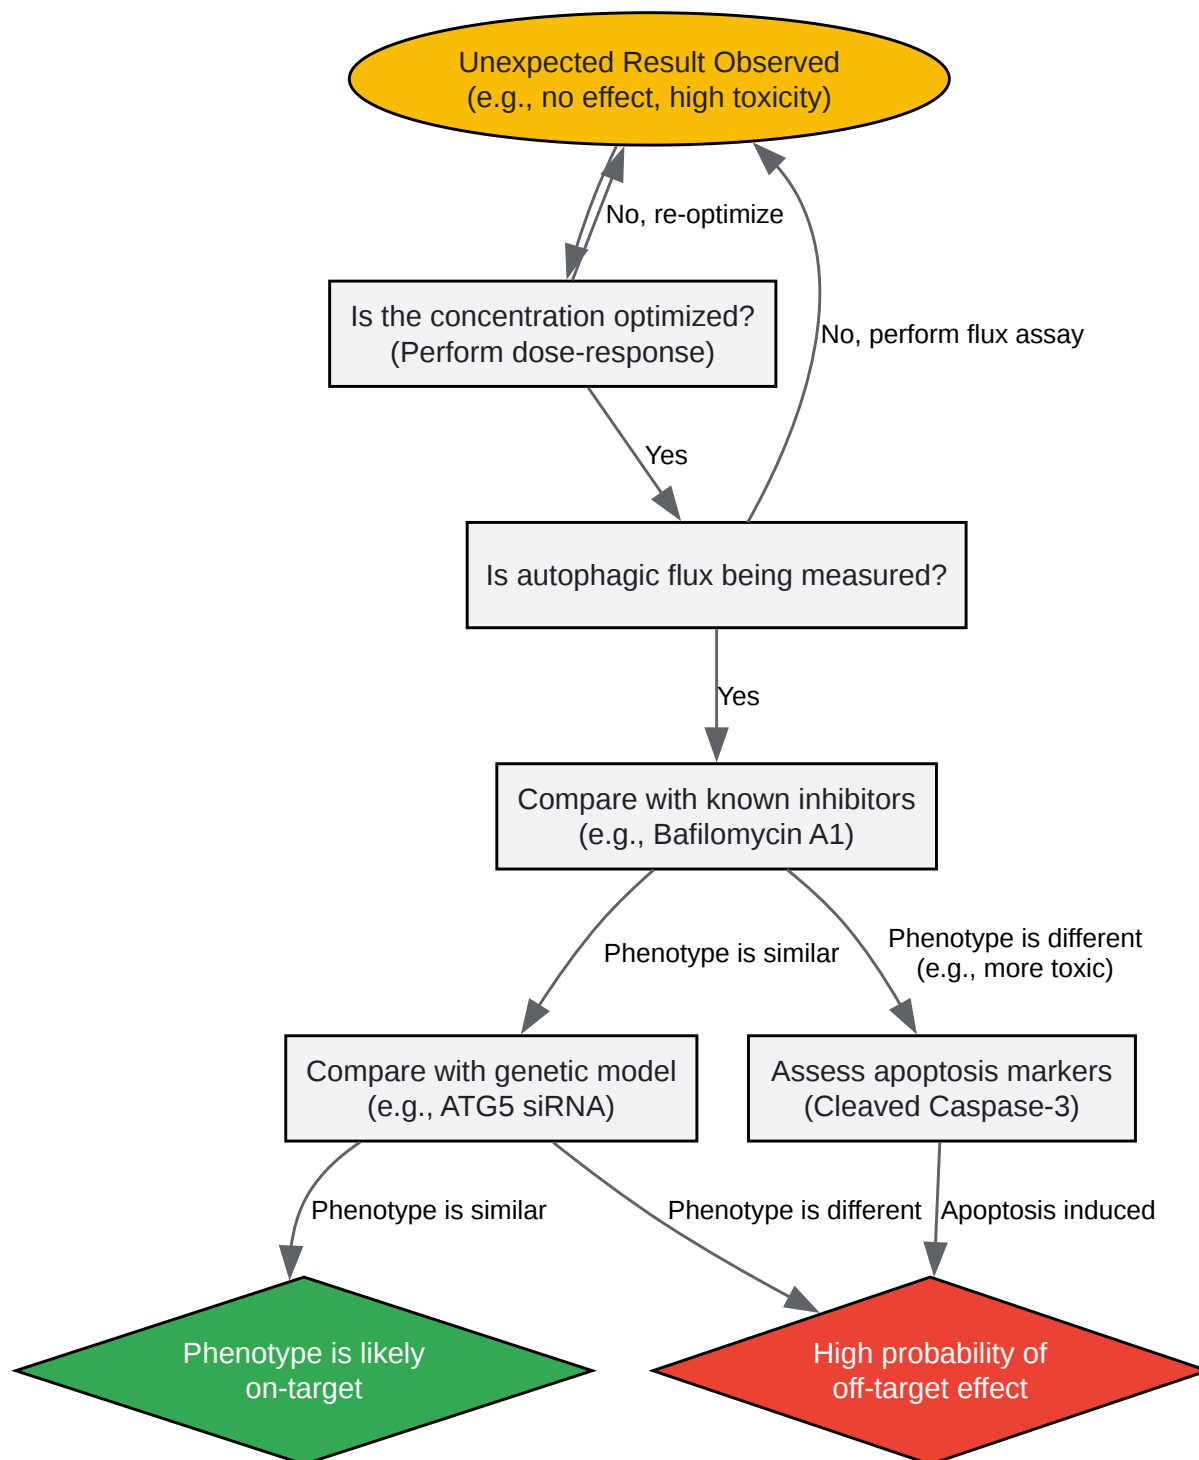 Unexpected Result Observed
(e.g., no effect, high toxicity)
No, re-optimize
Is the concentration optimized?
(Perform dose-response)
No, perform flux assay
Yes
Is autophagic flux being measured?
Yes
Compare with known inhibitors
(e.g., Bafilomycin A1)
Phenotype is similar
Phenotype is different
(e.g., more toxic)
Compare with genetic model
(e.g., ATG5 siRNA)
Assess apoptosis markers
(Cleaved Caspase-3)
Phenotype is similar
Phenotype is different
Apoptosis induced
Phenotype is likely
on-target
High probability of
off-target effect